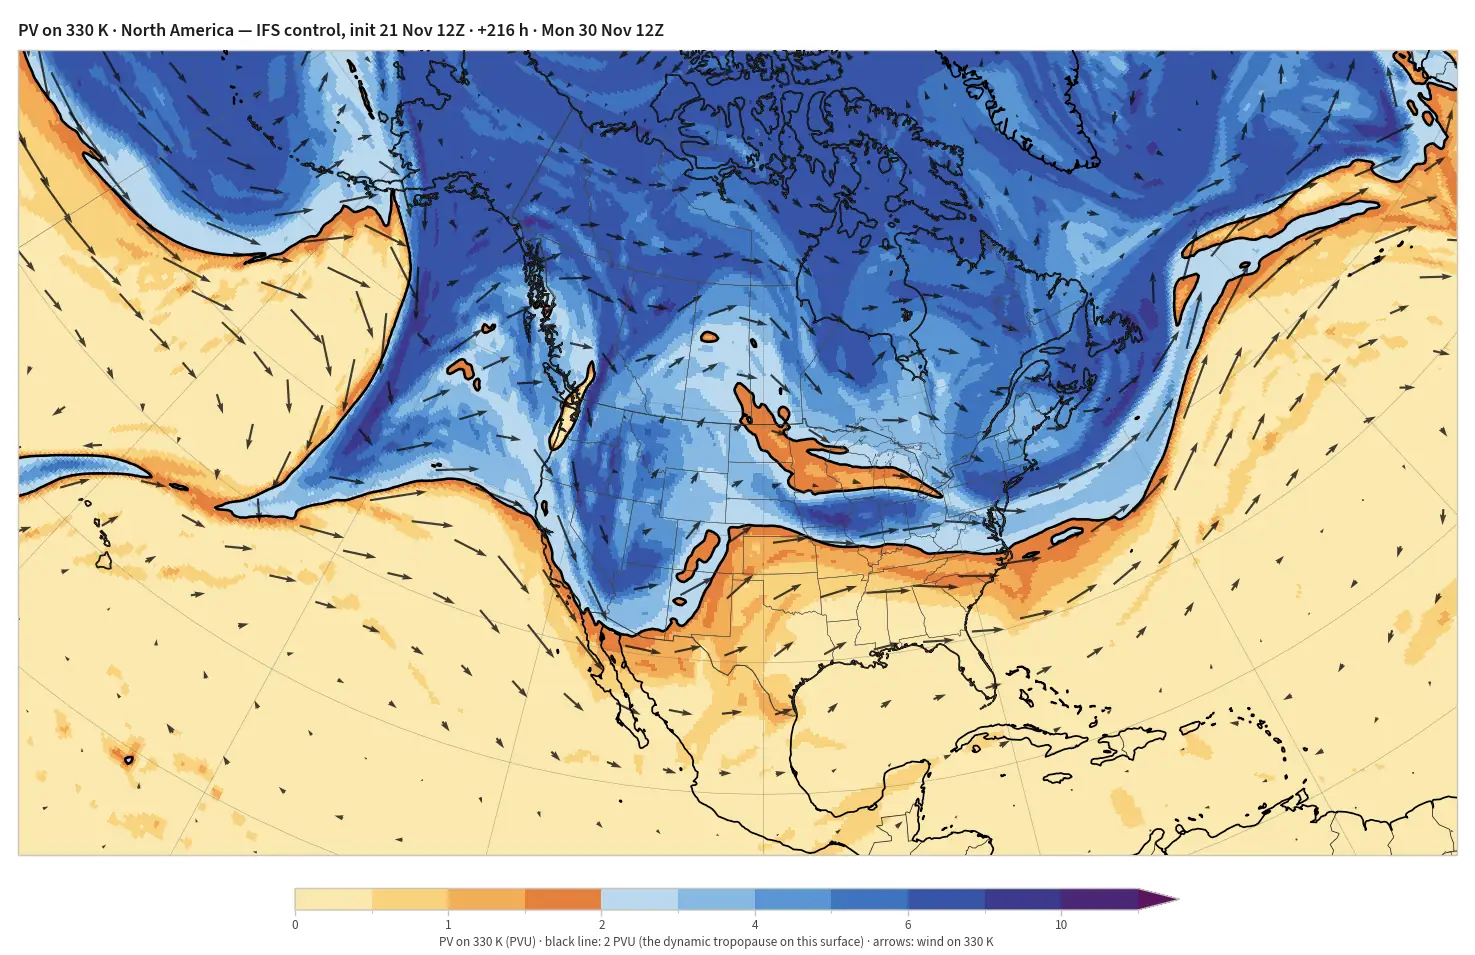 PV on 330 K · North America — IFS control, init 21 Nov 12Z · +216 h · Mon 30 Nov 12Z
0 1 2 4 6 10
PV on 330 K (PVU) · black line: 2 PVU (the dynamic tropopause on this surface) · arrows: wind on 330 K